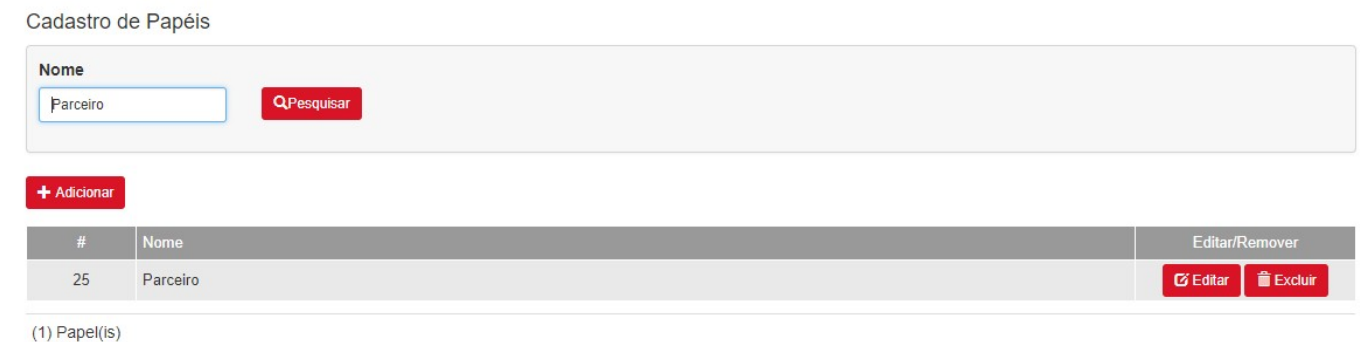 Cadastro de Papéis
Nome
Parceiro
Pesquisar
Adicionar
# Nome Editar/Remover
25 Parceiro Editar Excluir
(1) Papel(is)